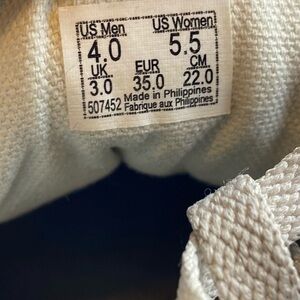 US Men US Women
4.0 5.5
UK EUR CM
3.0 35.0 22.0
507452 Made in Philippines
Fabrique aux Philippines